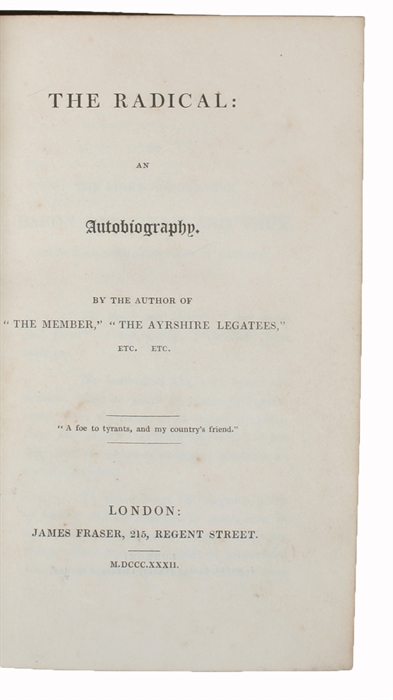 THE RADICAL:
AN
Autobiography.
BY THE AUTHOR OF
"THE MEMBER," "THE AYRSHIRE LEGATEES,"
ETC. ETC.
"A foe to tyrants, and my country's friend."
LONDON:
JAMES FRASER, 215, REGENT STREET.
M.DCCC.XXXII.